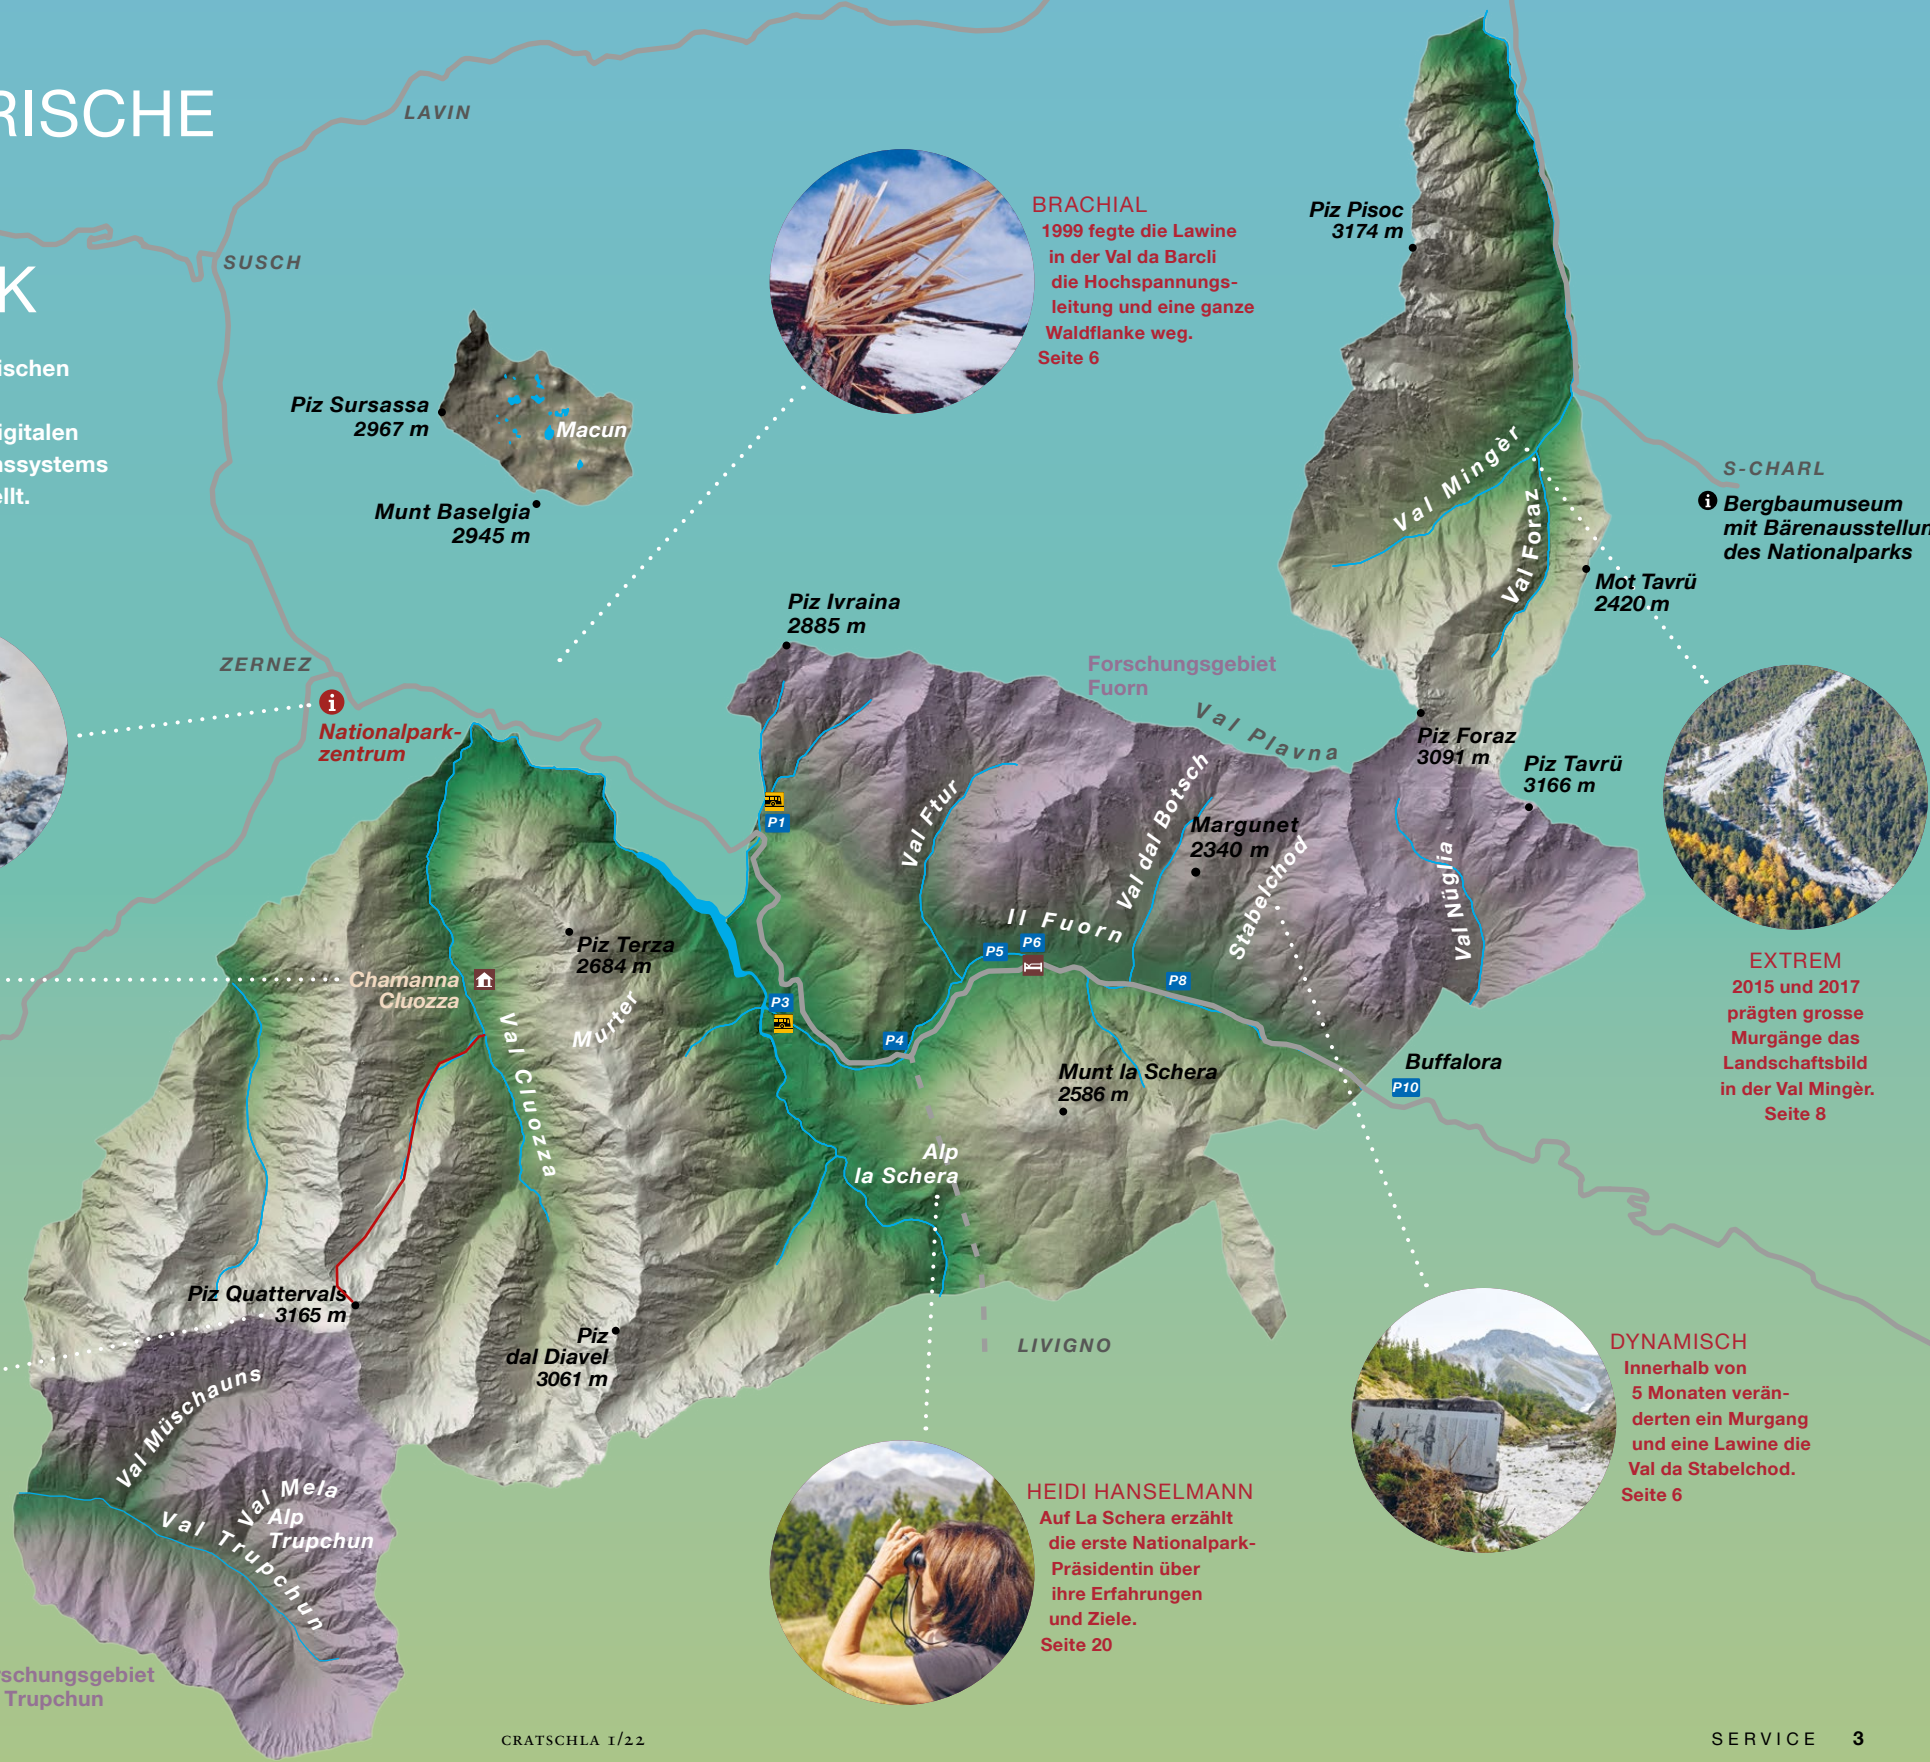 RISCHE
K
ischen
igitalen
ssystems
ellt.
LAVIN
SUSCH
BRACHIAL
1999 fegte die Lawine
in der Val da Barcli
die Hochspannungs-
leitung und eine ganze
Waldflanke weg.
Seite 6
Piz Pisoc
3174 m
Piz Sursassa
2967 m
Macun
Munt Baselgia
2945 m
Val Mingèr
Val Foraz
S-CHARL
Bergbaumuseum
mit Bärenausstellun
des Nationalparks
Mot Tavrü
2420 m
Piz Ivraina
2885 m
ZERNEZ
Nationalpark-
zentrum
Forschungsgebiet
Fuorn
Val Plavna
Piz Foraz
3091 m
Piz Tavrü
3166 m
P1
Val Ftur
Val dal Botsch
Margunet
2340 m
Stabelchod
Val Nüglia
Il Fuorn
P5
P6
P8
Piz Terza
2684 m
Chamanna
Cluozza
Murter
Val Cluozza
P3
P4
Munt la Schera
2586 m
Buffalora
P10
EXTREM
2015 und 2017
prägten grosse
Murgänge das
Landschaftsbild
in der Val Mingèr.
Seite 8
Alp
la Schera
Piz Quattervals
3165 m
Piz
dal Diavel
3061 m
LIVIGNO
DYNAMISCH
Innerhalb von
5 Monaten verän-
derten ein Murgang
und eine Lawine die
Val da Stabelchod.
Seite 6
Val Müschauns
Val Mela
Alp
Trupchun
Val Trupchun
HEIDI HANSELMANN
Auf La Schera erzählt
die erste Nationalpark-
Präsidentin über
ihre Erfahrungen
und Ziele.
Seite 20
schungsgebiet
Trupchun
CRATSCHLA 1/22
SERVICE 3